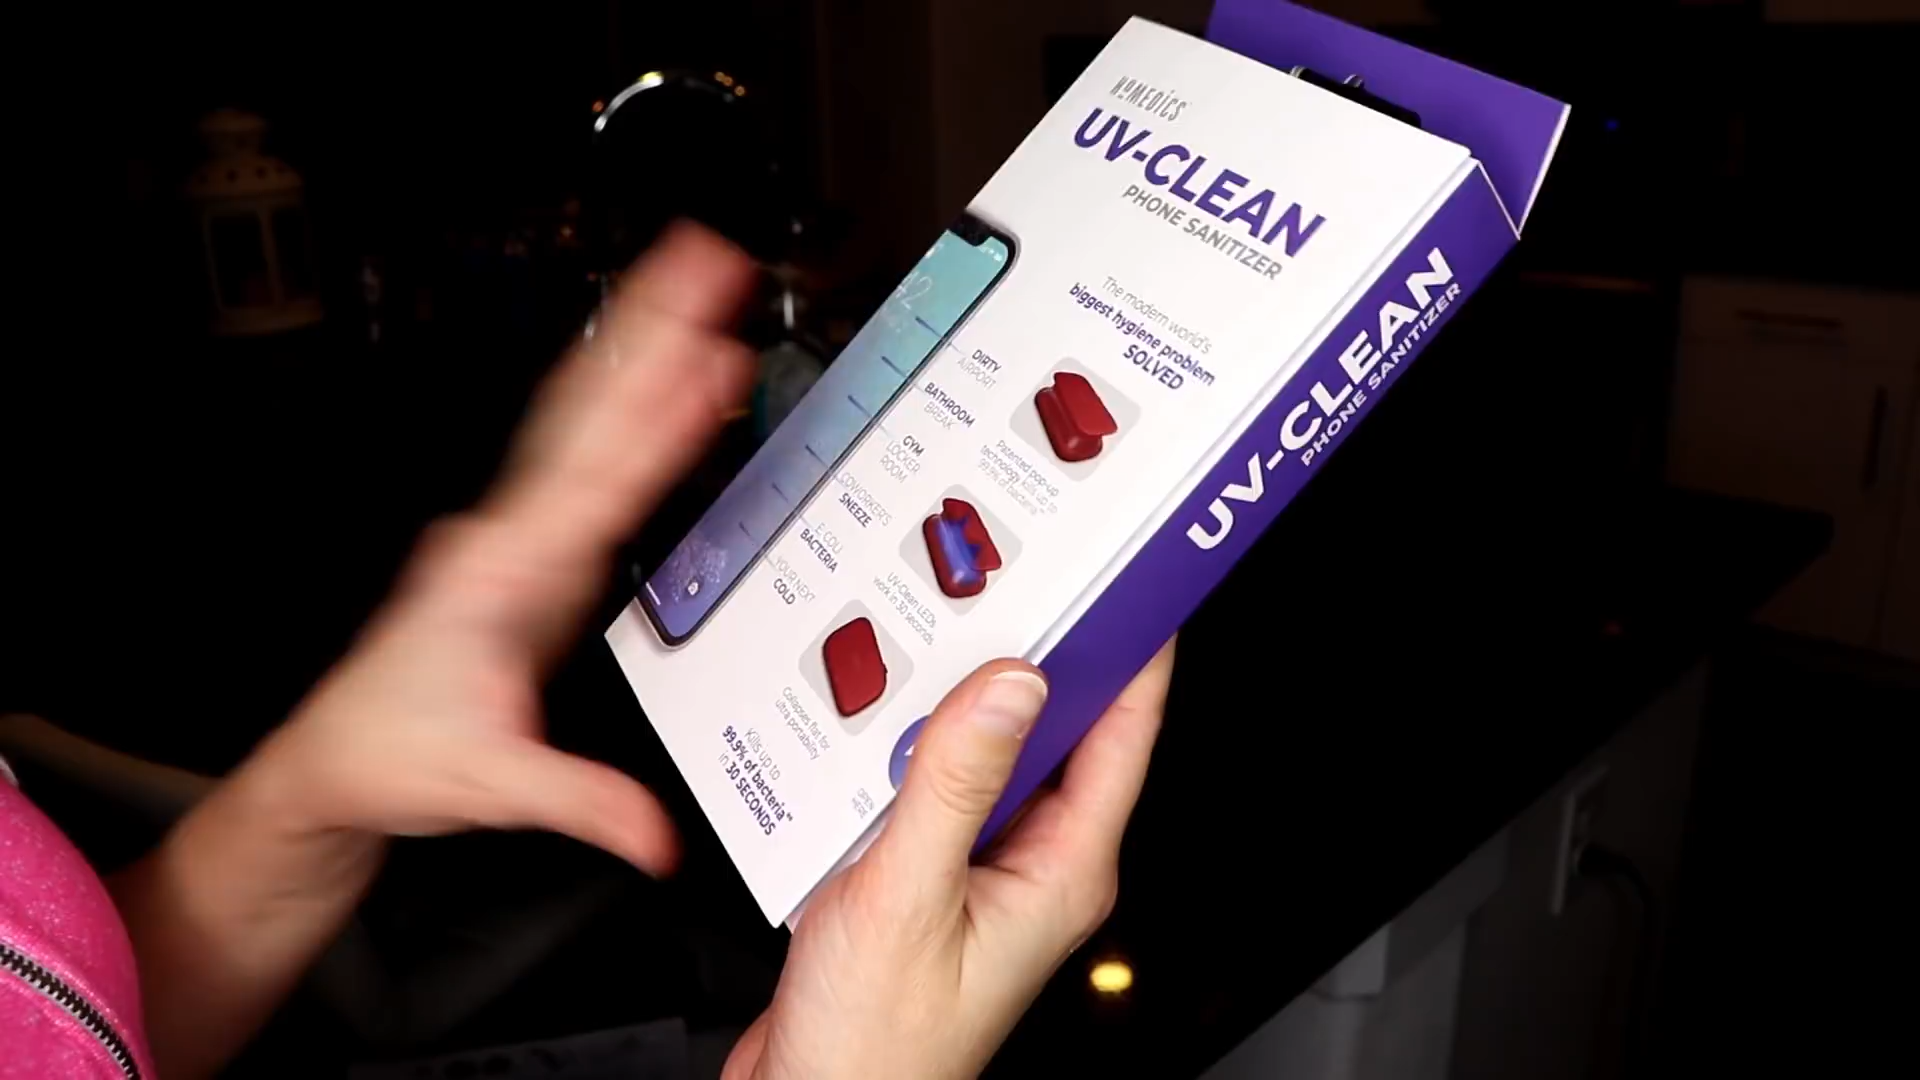 HOMEDICS
UV-CLEAN
PHONE SANITIZER
The modern world's
biggest hygiene problem
SOLVED
DIRTY
AIRPORT
BATHROOM
BREAK
GYM
LOCKER
ROOM
COWORKER'S
SNEEZE
E.COLI
BACTERIA
YOUR NEXT
COLD
Patented pop-up
technology kills up to
99.9% of bacteria
UV-Clean LEDs
work in 30 seconds
Collapses flat for
ultra portability
Kills up to
99.9% of bacteria
in 30 SECONDS
OPEN
HERE
UV-CLEAN
PHONE SANITIZER